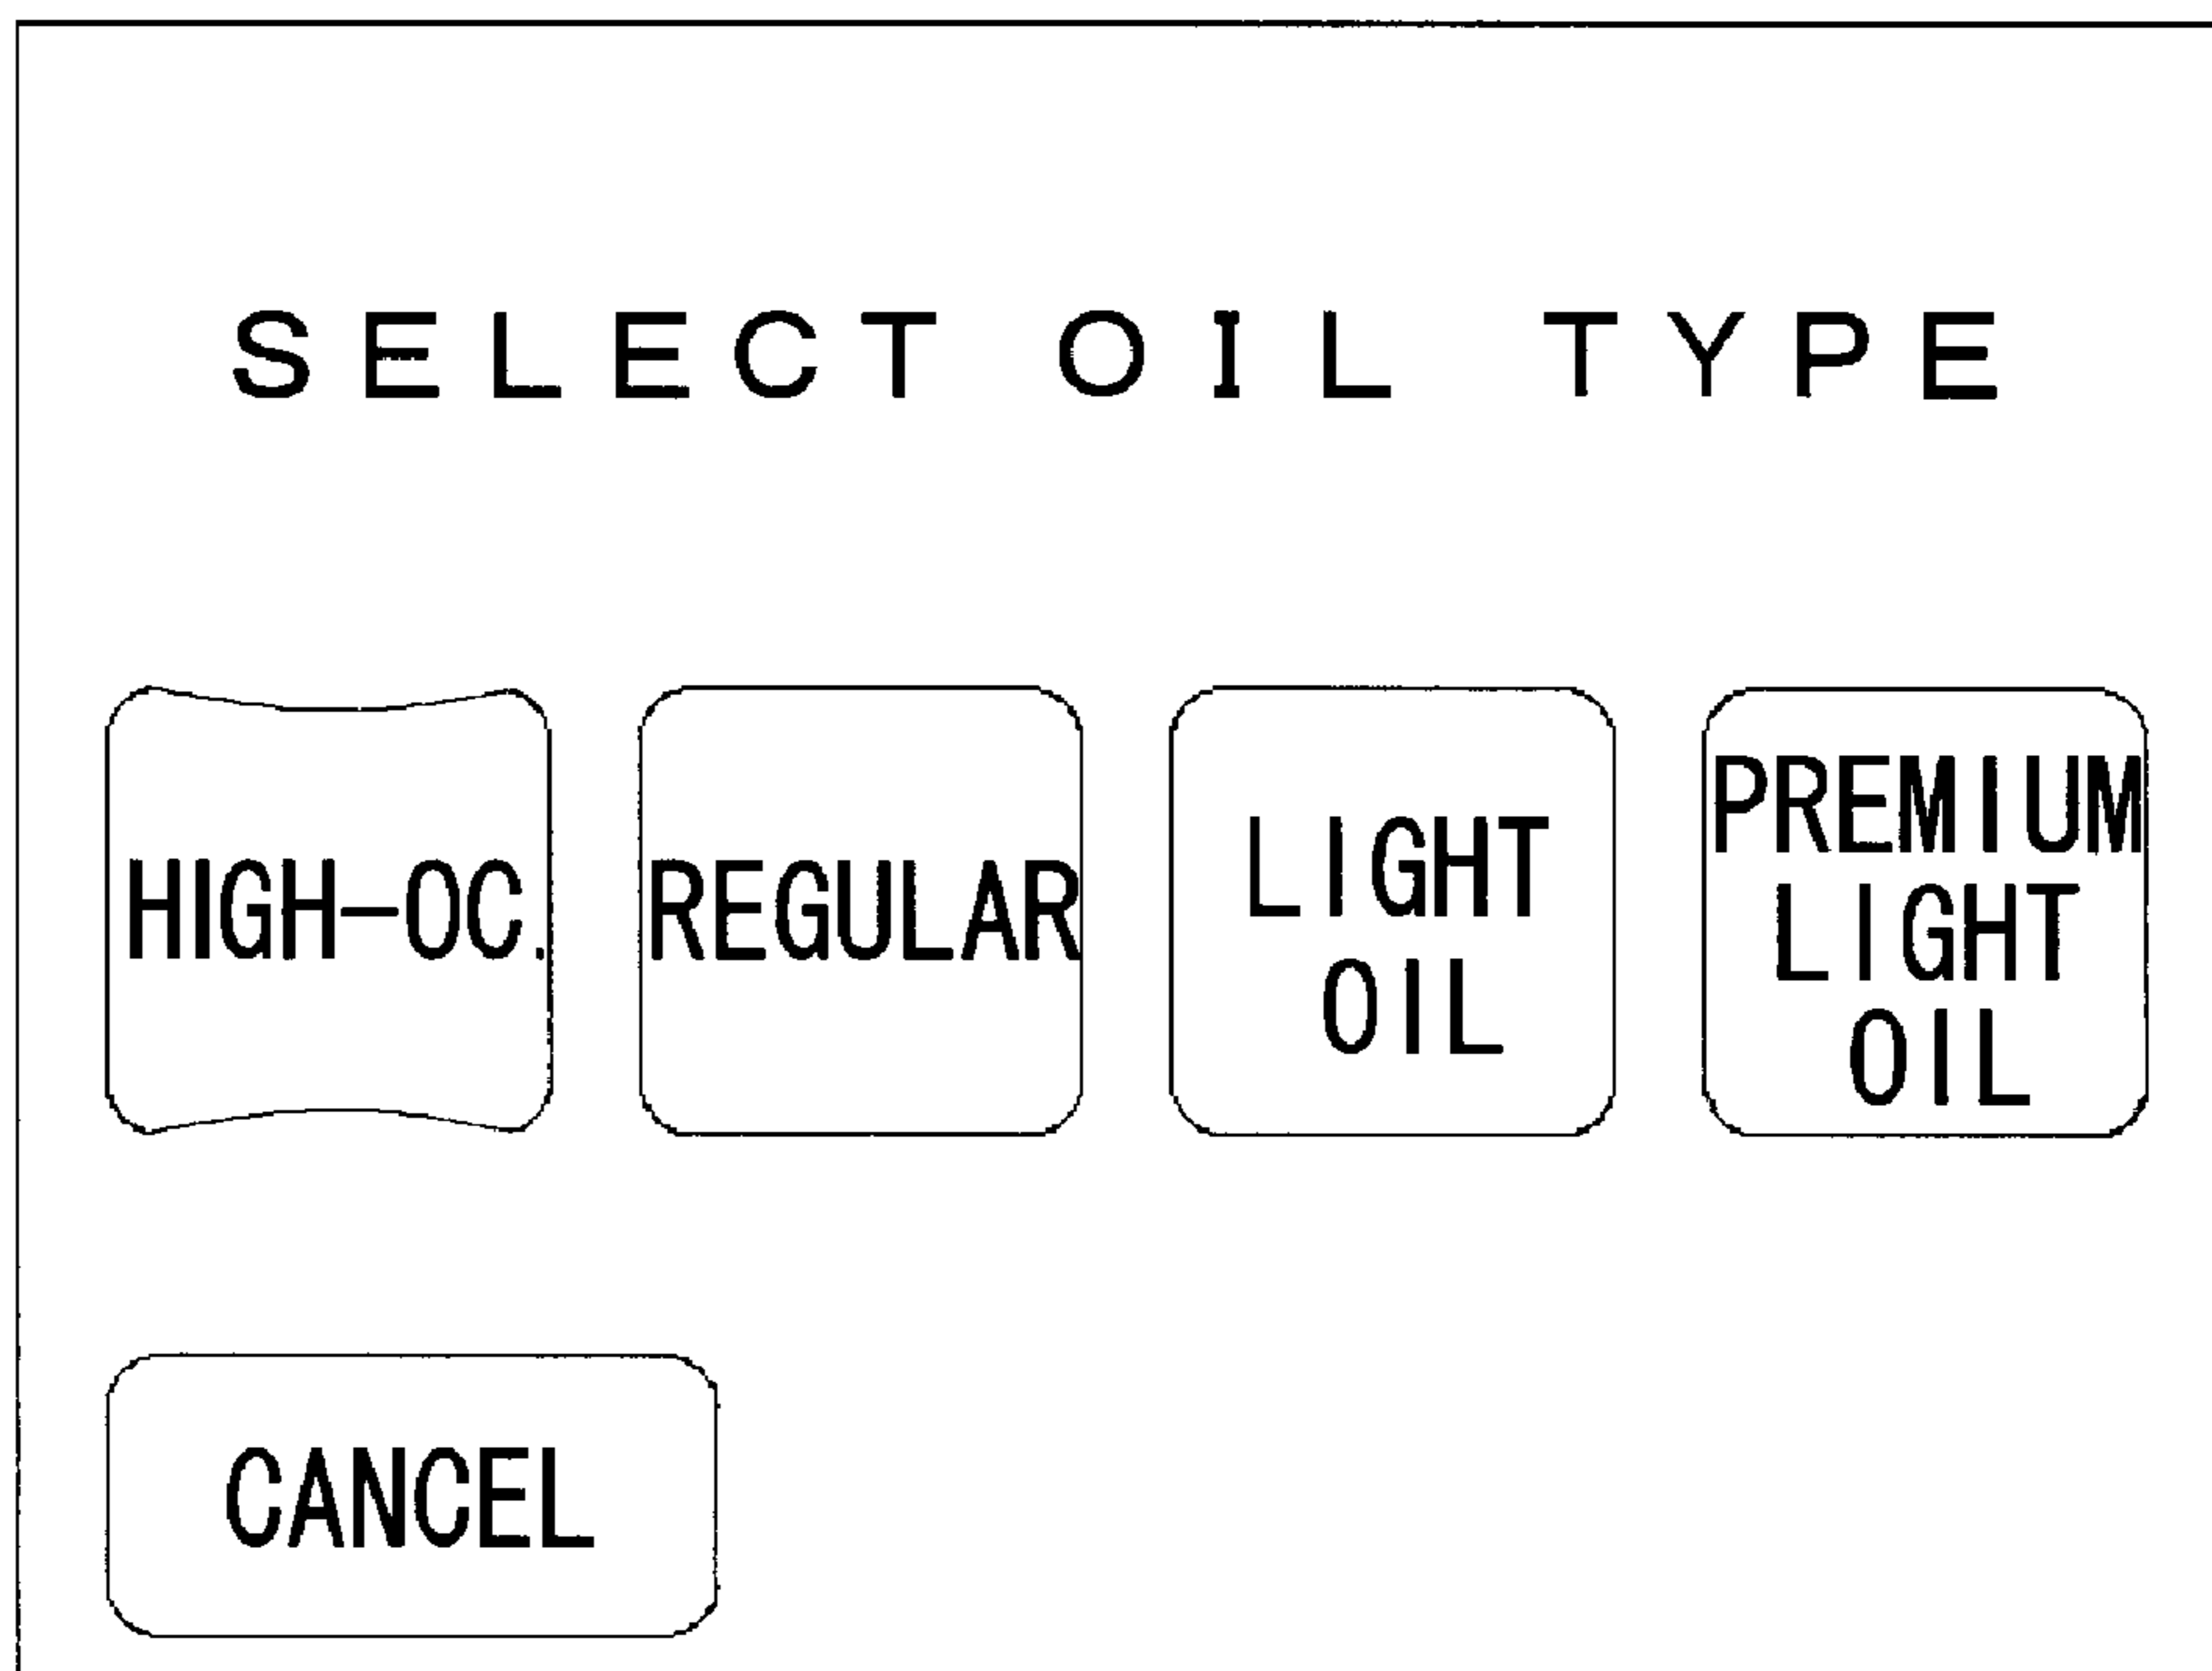 SELECT OIL TYPE
HIGH-OC.
REGULAR
LIGHT
OIL
PREMIUM
LIGHT
OIL
CANCEL